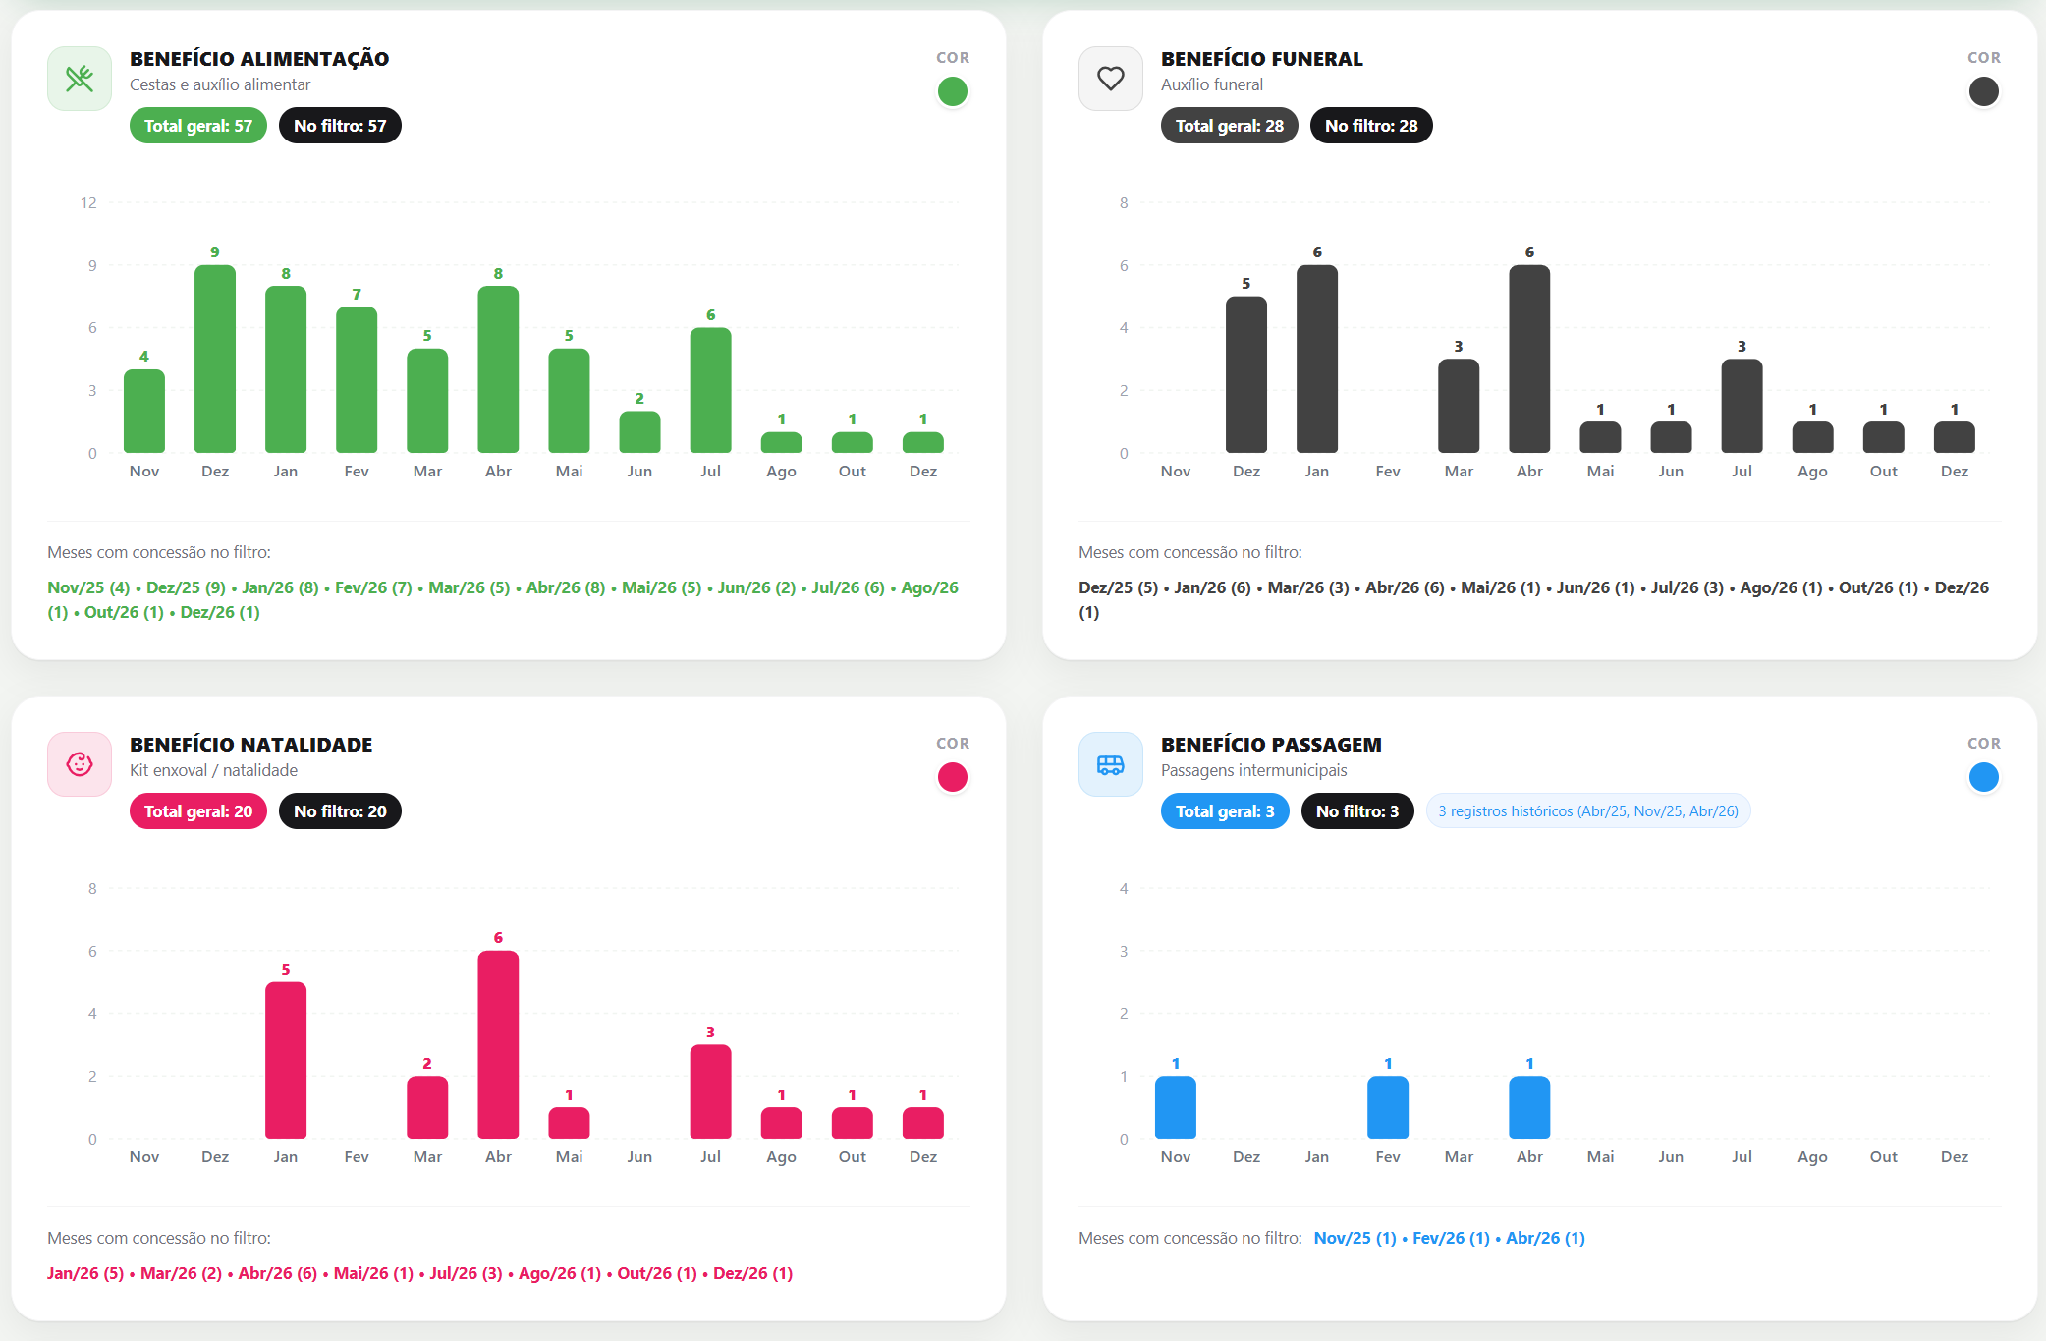 BENEFÍCIO ALIMENTAÇÃO
COR
Cestas e auxílio alimentar
Total geral: 57
No filtro: 57
12
9
6
3
0
4
9
8
7
5
8
5
2
6
1
1
1
Nov Dez Jan Fev Mar Abr Mai Jun Jul Ago Out Dez
Meses com concessão no filtro:
Nov/25 (4) • Dez/25 (9) • Jan/26 (8) • Fev/26 (7) • Mar/26 (5) • Abr/26 (8) • Mai/26 (5) • Jun/26 (2) • Jul/26 (6) • Ago/26
(1) • Out/26 (1) • Dez/26 (1)
BENEFÍCIO FUNERAL
COR
Auxílio funeral
Total geral: 28
No filtro: 28
8
6
4
2
0
5
6
3
6
1
1
3
1
1
1
Nov Dez Jan Fev Mar Abr Mai Jun Jul Ago Out Dez
Meses com concessão no filtro:
Dez/25 (5) • Jan/26 (6) • Mar/26 (3) • Abr/26 (6) • Mai/26 (1) • Jun/26 (1) • Jul/26 (3) • Ago/26 (1) • Out/26 (1) • Dez/26
(1)
BENEFÍCIO NATALIDADE
COR
Kit enxoval / natalidade
Total geral: 20
No filtro: 20
8
6
4
2
0
5
2
6
1
3
1
1
1
Nov Dez Jan Fev Mar Abr Mai Jun Jul Ago Out Dez
Meses com concessão no filtro:
Jan/26 (5) • Mar/26 (2) • Abr/26 (6) • Mai/26 (1) • Jul/26 (3) • Ago/26 (1) • Out/26 (1) • Dez/26 (1)
BENEFÍCIO PASSAGEM
COR
Passagens intermunicipais
Total geral: 3
No filtro: 3
3 registros históricos (Abr/25, Nov/25, Abr/26)
4
3
2
1
0
1
1
1
Nov Dez Jan Fev Mar Abr Mai Jun Jul Ago Out Dez
Meses com concessão no filtro: Nov/25 (1) • Fev/26 (1) • Abr/26 (1)